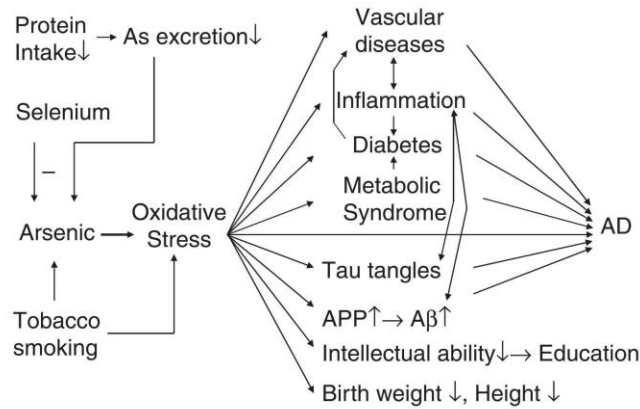 Protein
Intake↓ → As excretion↓
Selenium
–
Arsenic
Oxidative
Stress
Tobacco
smoking
Vascular
diseases
Inflammation
Diabetes
Metabolic
Syndrome
Tau tangles
APP↑ → Aβ↑
Intellectual ability↓ → Education
Birth weight ↓, Height ↓
AD